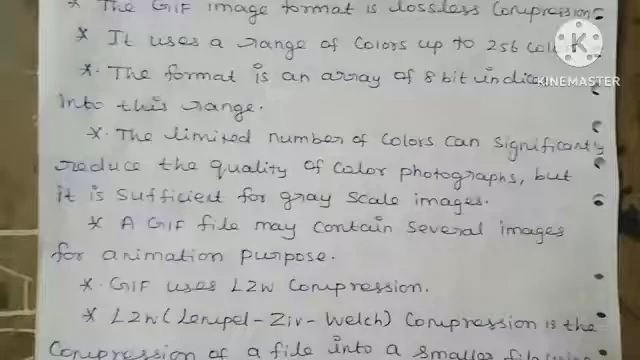 * The GIF image format is lossless compression.
* It uses a range of colors up to 256 colo
*. The format is an array of 8 bit indice
into this range.
*. The limited number of colors can significantly
reduce the quality of color photographs, but
it is sufficient for gray scale images.
* A GIF file may contain several images
for animation purpose.
*. GIF uses LZW compression.
* LZW (Lempel-Ziv-Welch) compression is the
compression of a file into a smaller file
KINEMASTER